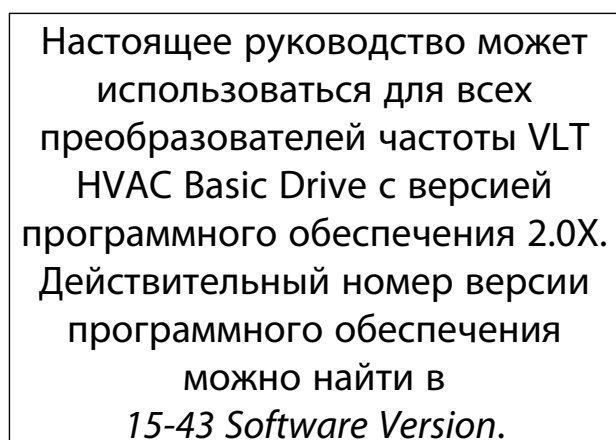 Настоящее руководство может
использоваться для всех
преобразователей частоты VLT
HVAC Basic Drive с версией
программного обеспечения 2.0X.
Действительный номер версии
программного обеспечения
можно найти в
15-43 Software Version.